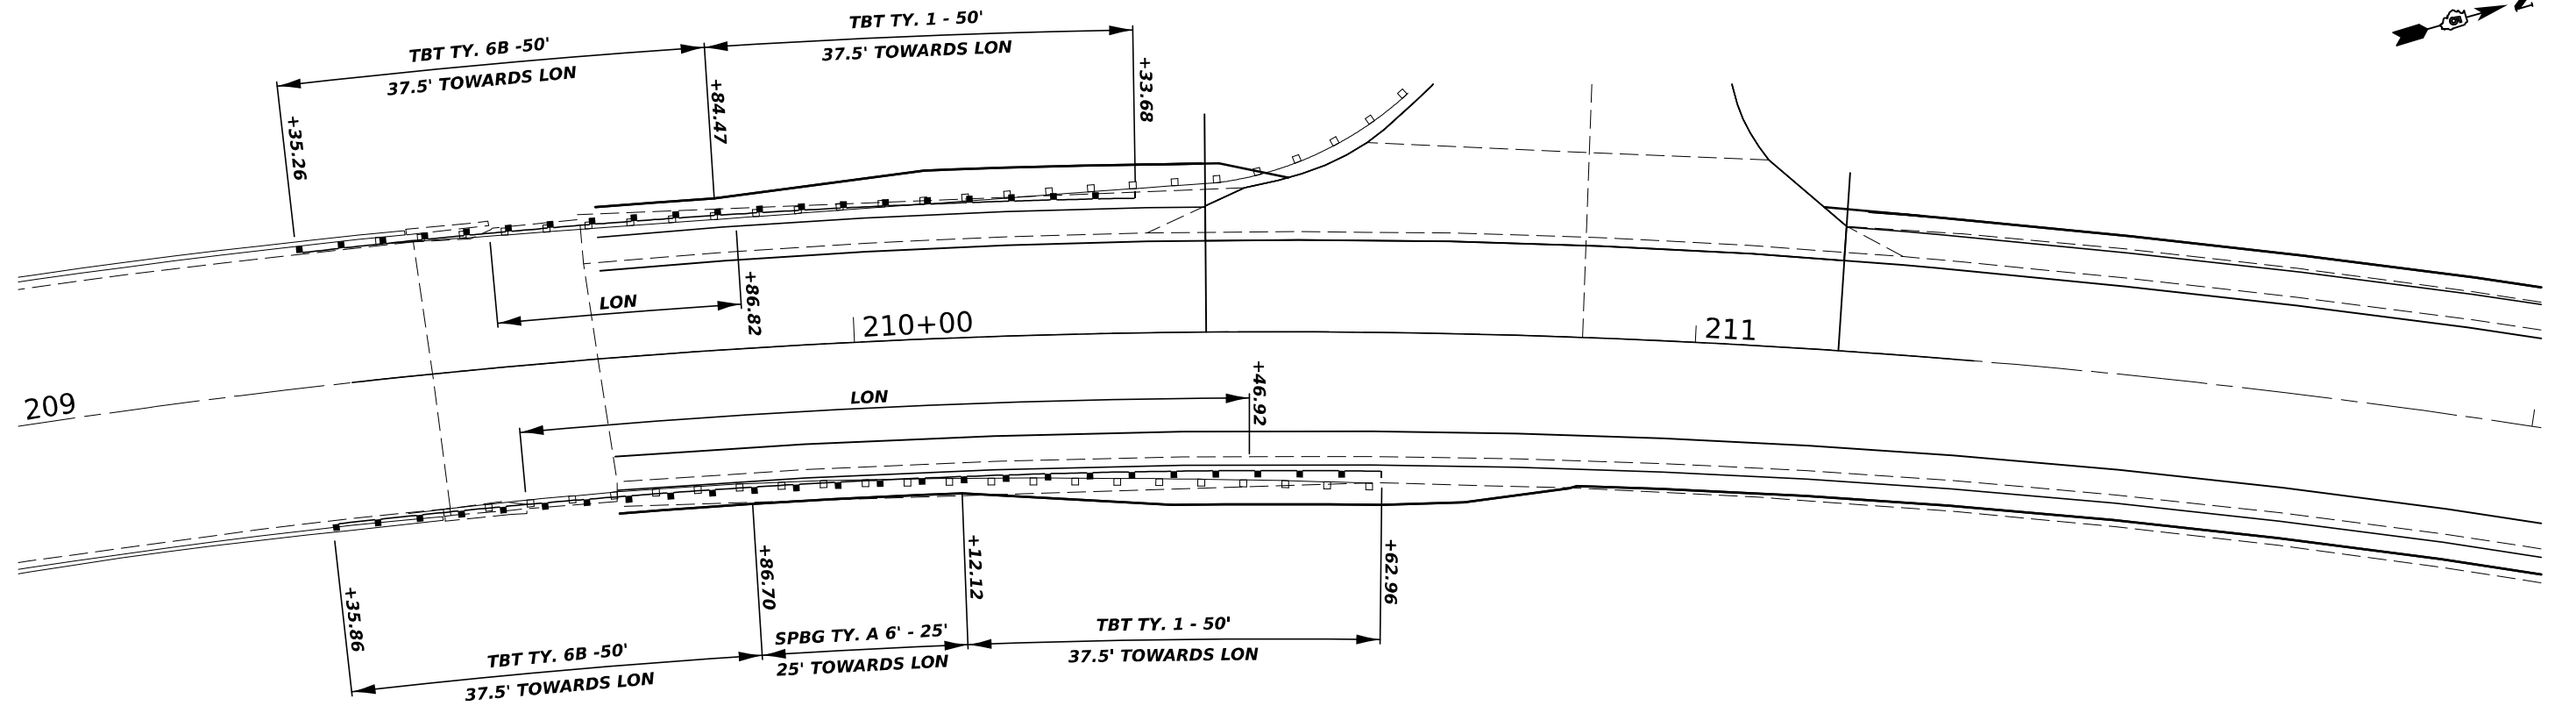 TBT TY. 6B -50'
37.5' TOWARDS LON
TBT TY. 1 - 50'
37.5' TOWARDS LON
+35.26
+84.47
+33.68
LON
+86.82
210+00
211
209
LON
+46.92
+35.86
+86.70
+12.12
+62.96
TBT TY. 6B -50'
37.5' TOWARDS LON
SPBG TY. A 6' - 25'
25' TOWARDS LON
TBT TY. 1 - 50'
37.5' TOWARDS LON